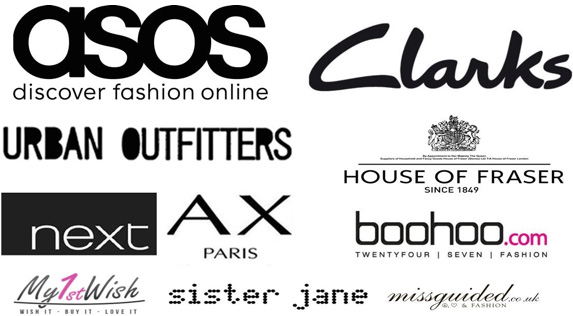 asos
discover fashion online
Clarks
URBAN OUTFITTERS
HOUSE OF FRASER
SINCE 1849
next
AX
PARIS
boohoo.com
TWENTYFOUR | SEVEN | FASHION
My1stWish
WISH IT - BUY IT - LOVE IT
sister jane
missguided.co.uk
& FASHION